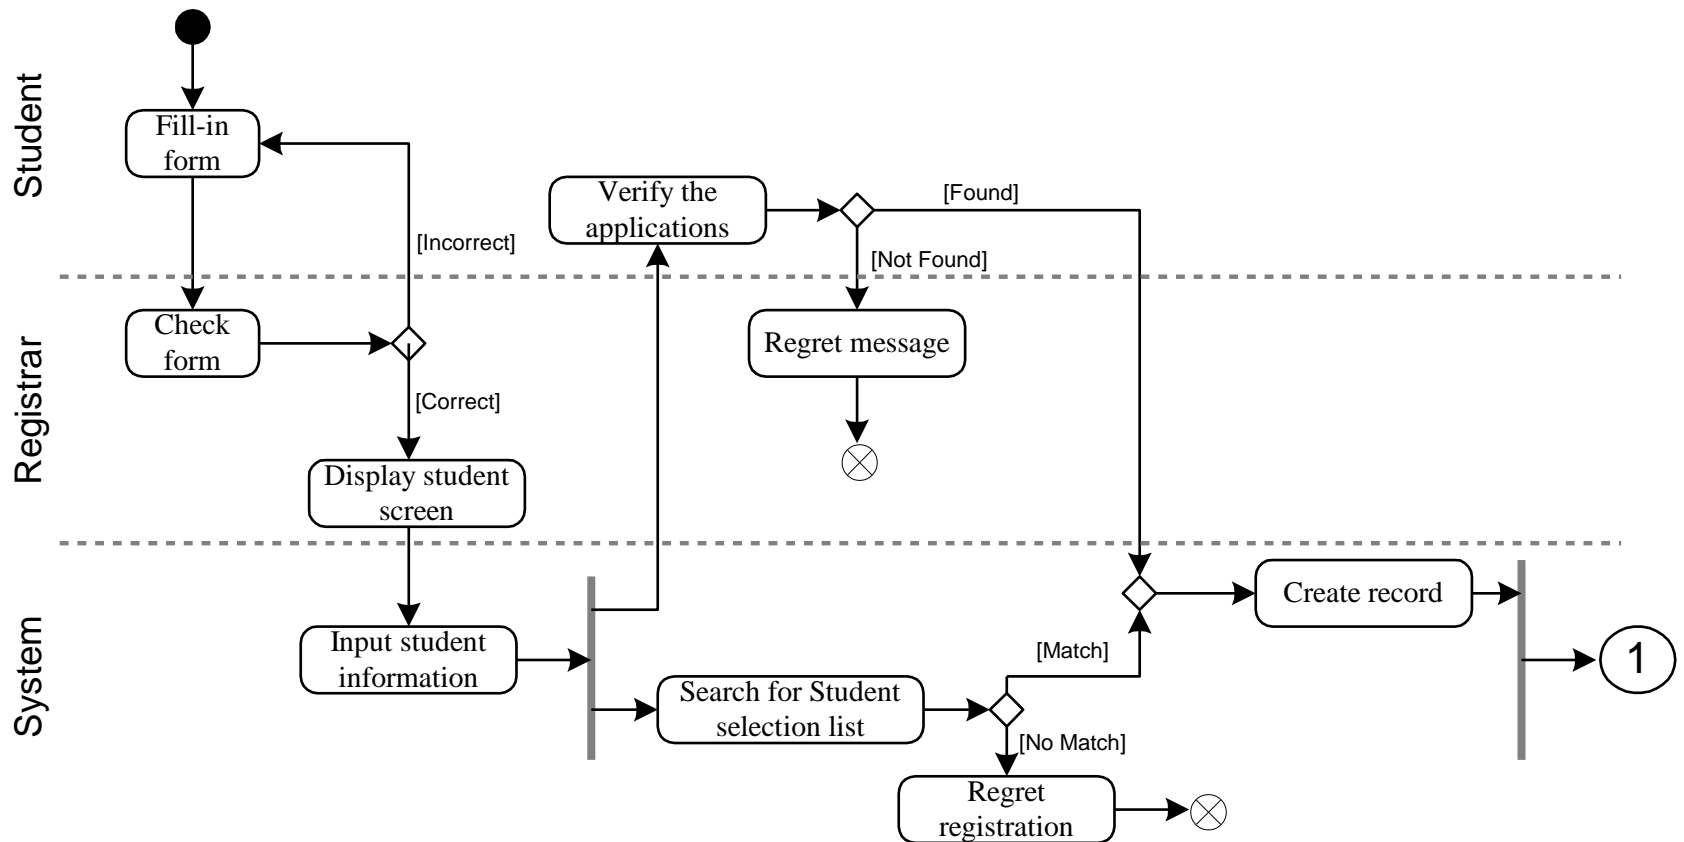 Student
Fill-in
form
[Incorrect]
Verify the
applications
[Found]
[Not Found]
Registrar
Check
form
[Correct]
Display student
screen
Regret message
System
Input student
information
Search for Student
selection list
[Match]
[No Match]
Regret
registration
Create record
1